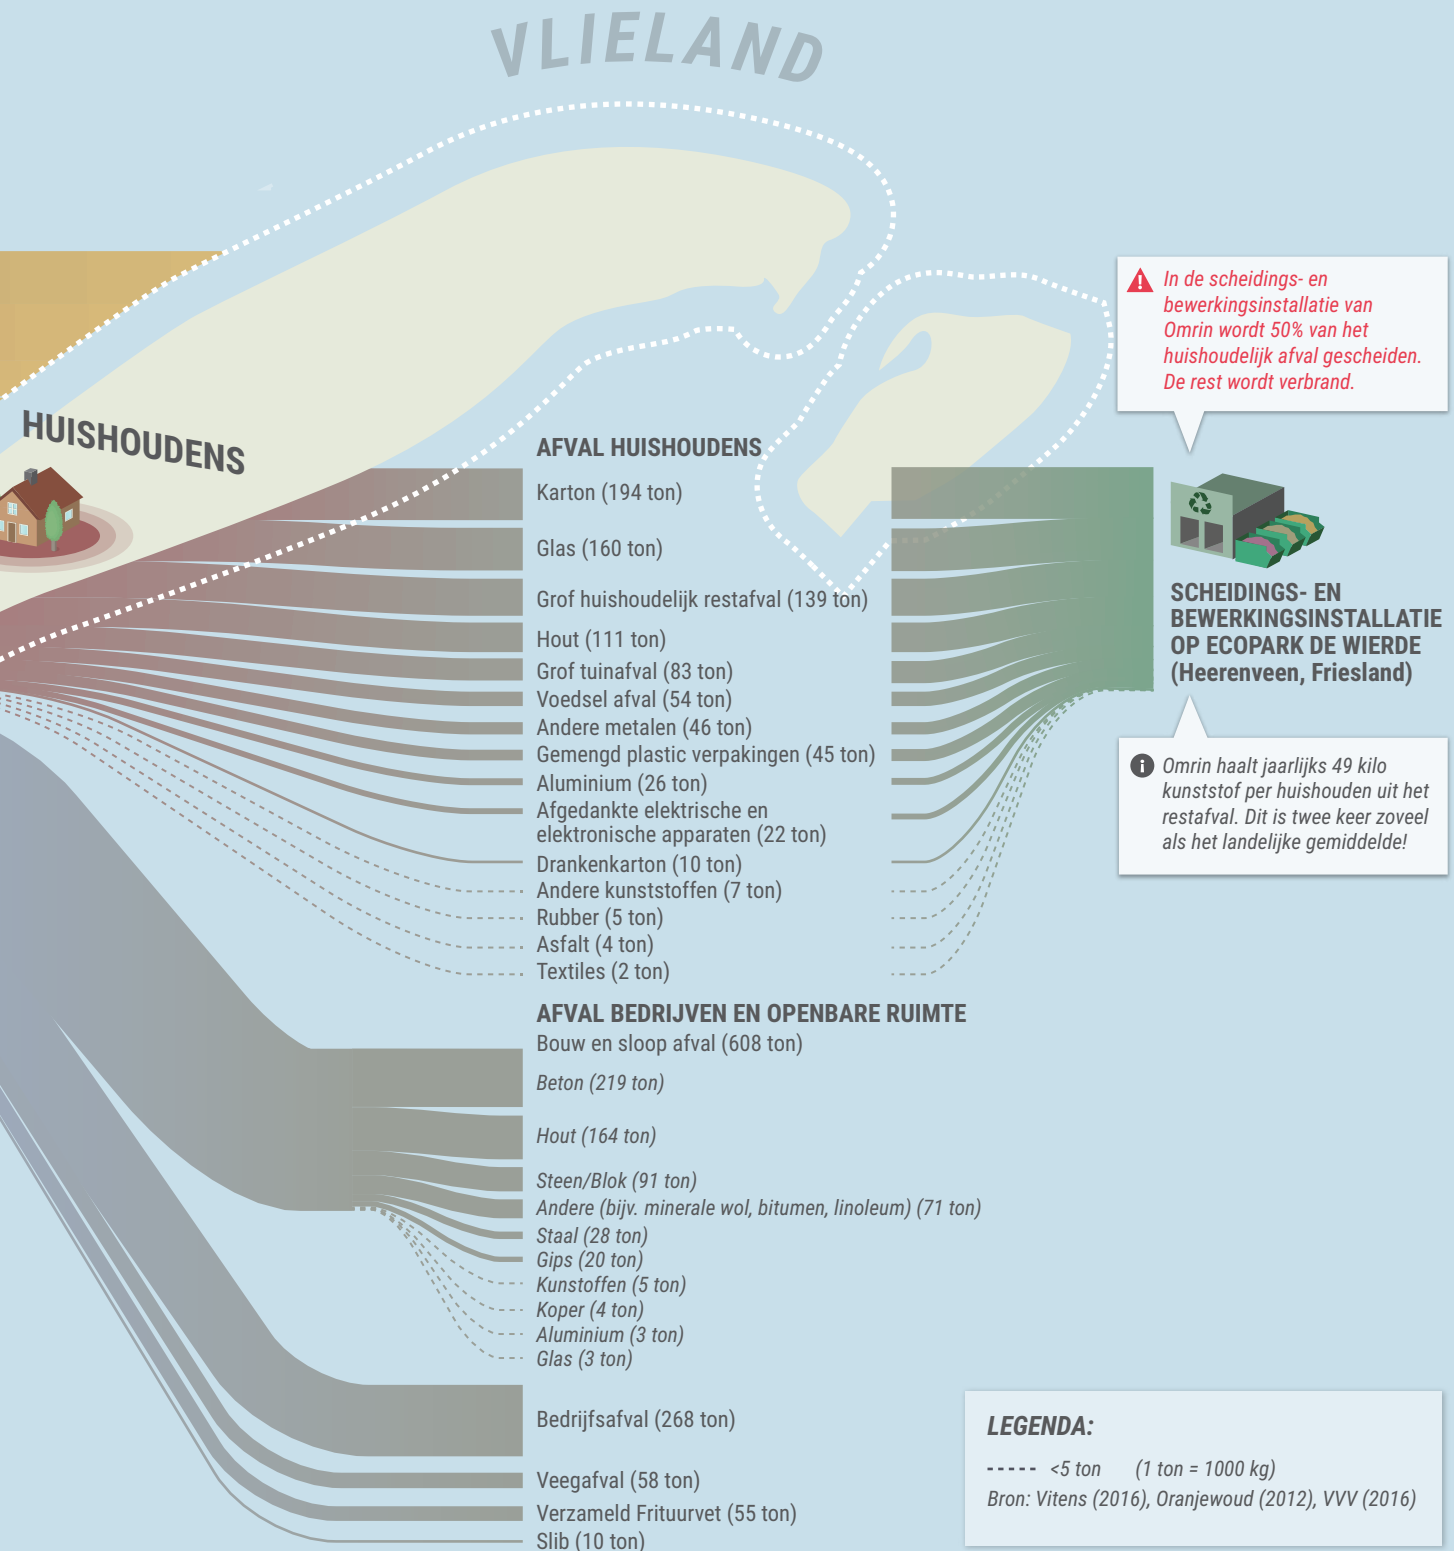 VLIELAND
HUISHOUDENS
In de scheidings- en
bewerkingsinstallatie van
Omrin wordt 50% van het
huishoudelijk afval gescheiden.
De rest wordt verbrand.
AFVAL HUISHOUDENS
Karton (194 ton)
Glas (160 ton)
Grof huishoudelijk restafval (139 ton)
Hout (111 ton)
Grof tuinafval (83 ton)
Voedsel afval (54 ton)
Andere metalen (46 ton)
Gemengd plastic verpakingen (45 ton)
Aluminium (26 ton)
Afgedankte elektrische en
elektronische apparaten (22 ton)
Drankenkarton (10 ton)
Andere kunststoffen (7 ton)
Rubber (5 ton)
Asfalt (4 ton)
Textiles (2 ton)
SCHEIDINGS- EN
BEWERKINGSINSTALLATIE
OP ECOPARK DE WIERDE
(Heerenveen, Friesland)
Omrin haalt jaarlijks 49 kilo
kunststof per huishouden uit het
restafval. Dit is twee keer zoveel
als het landelijke gemiddelde!
AFVAL BEDRIJVEN EN OPENBARE RUIMTE
Bouw en sloop afval (608 ton)
Beton (219 ton)
Hout (164 ton)
Steen/Blok (91 ton)
Andere (bijv. minerale wol, bitumen, linoleum) (71 ton)
Staal (28 ton)
Gips (20 ton)
Kunstoffen (5 ton)
Koper (4 ton)
Aluminium (3 ton)
Glas (3 ton)
Bedrijfsafval (268 ton)
Veegafval (58 ton)
Verzameld Frituurvet (55 ton)
Slib (10 ton)
LEGENDA:
<5 ton (1 ton = 1000 kg)
Bron: Vitens (2016), Oranjewoud (2012), VVV (2016)